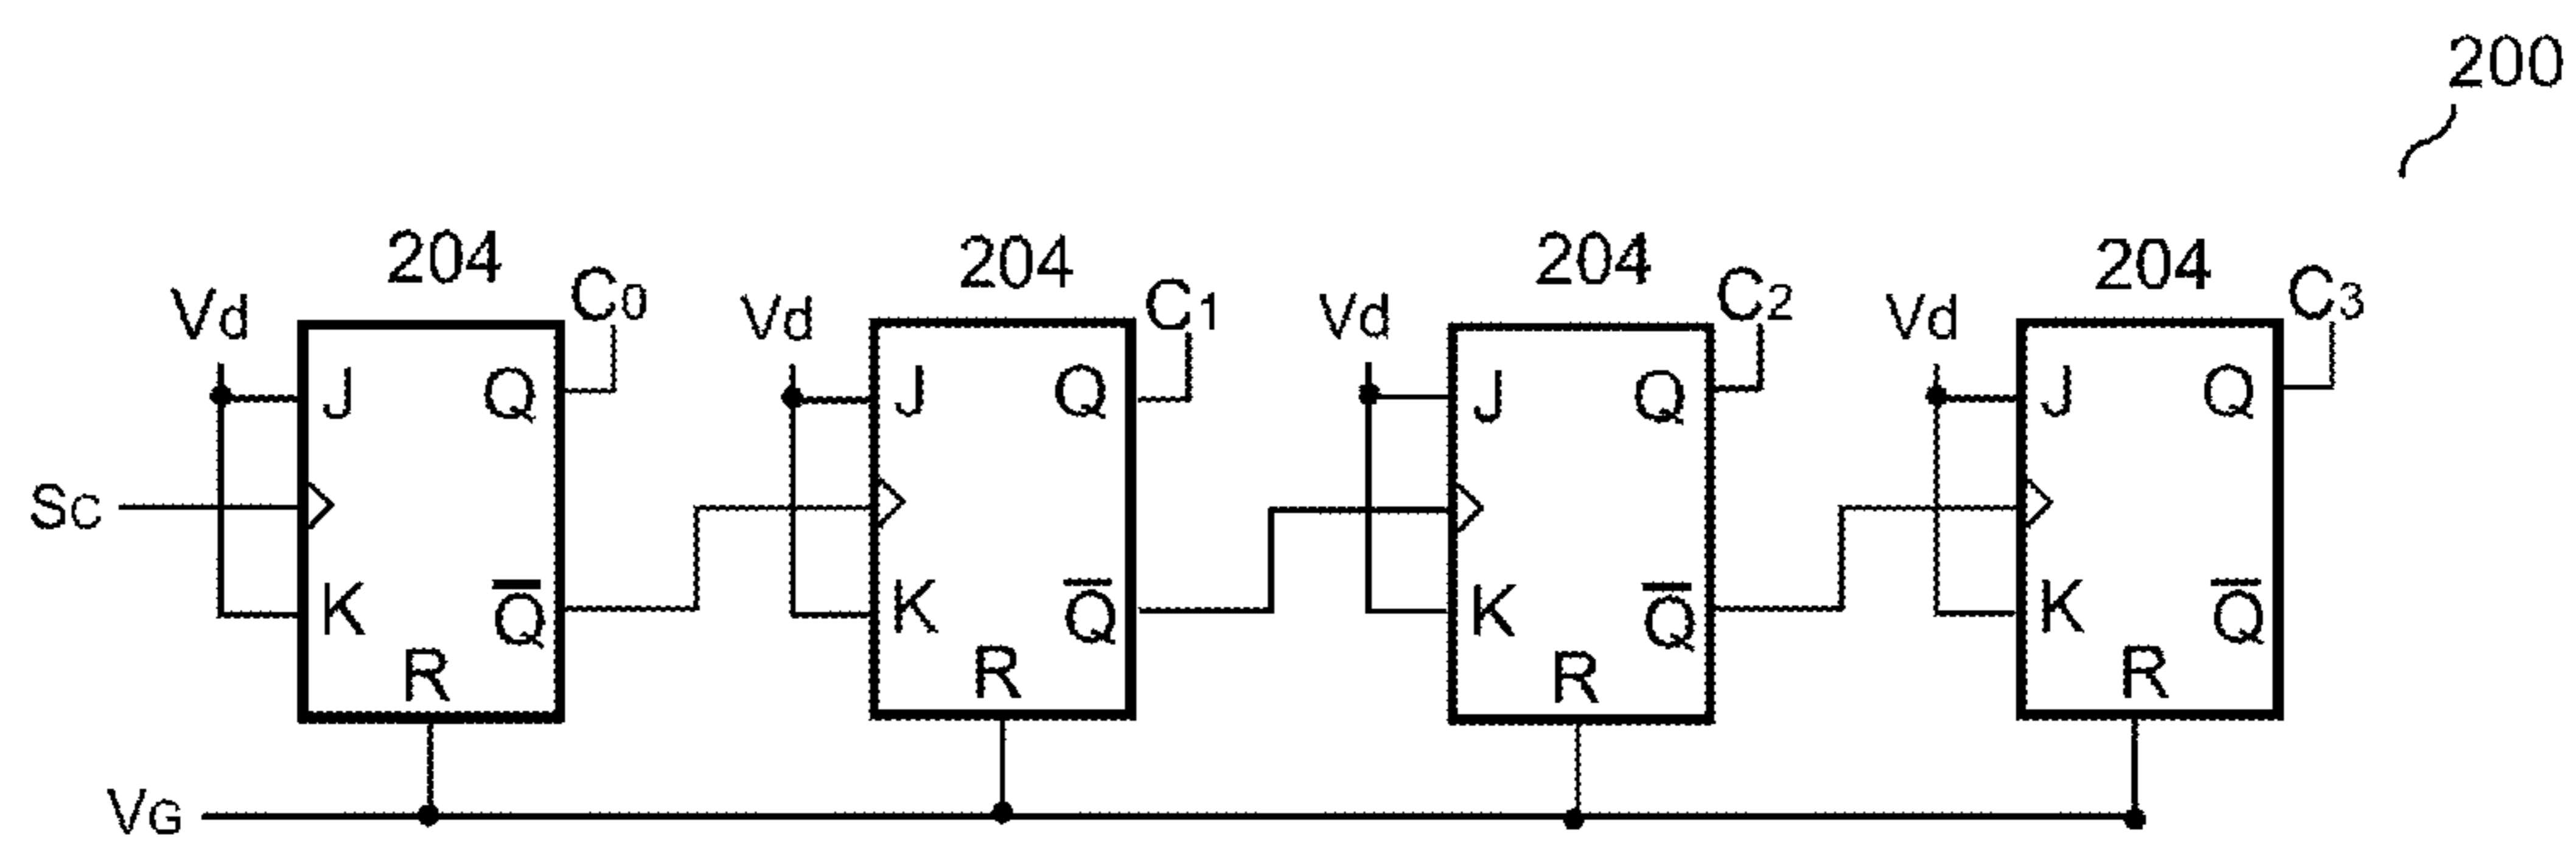 200
204 204 204 204
Vd C0 Vd C1 Vd C2 Vd C3
J Q J Q J Q J Q
SC
K Q̅ K Q̅ K Q̅ K Q̅
R R R R
VG